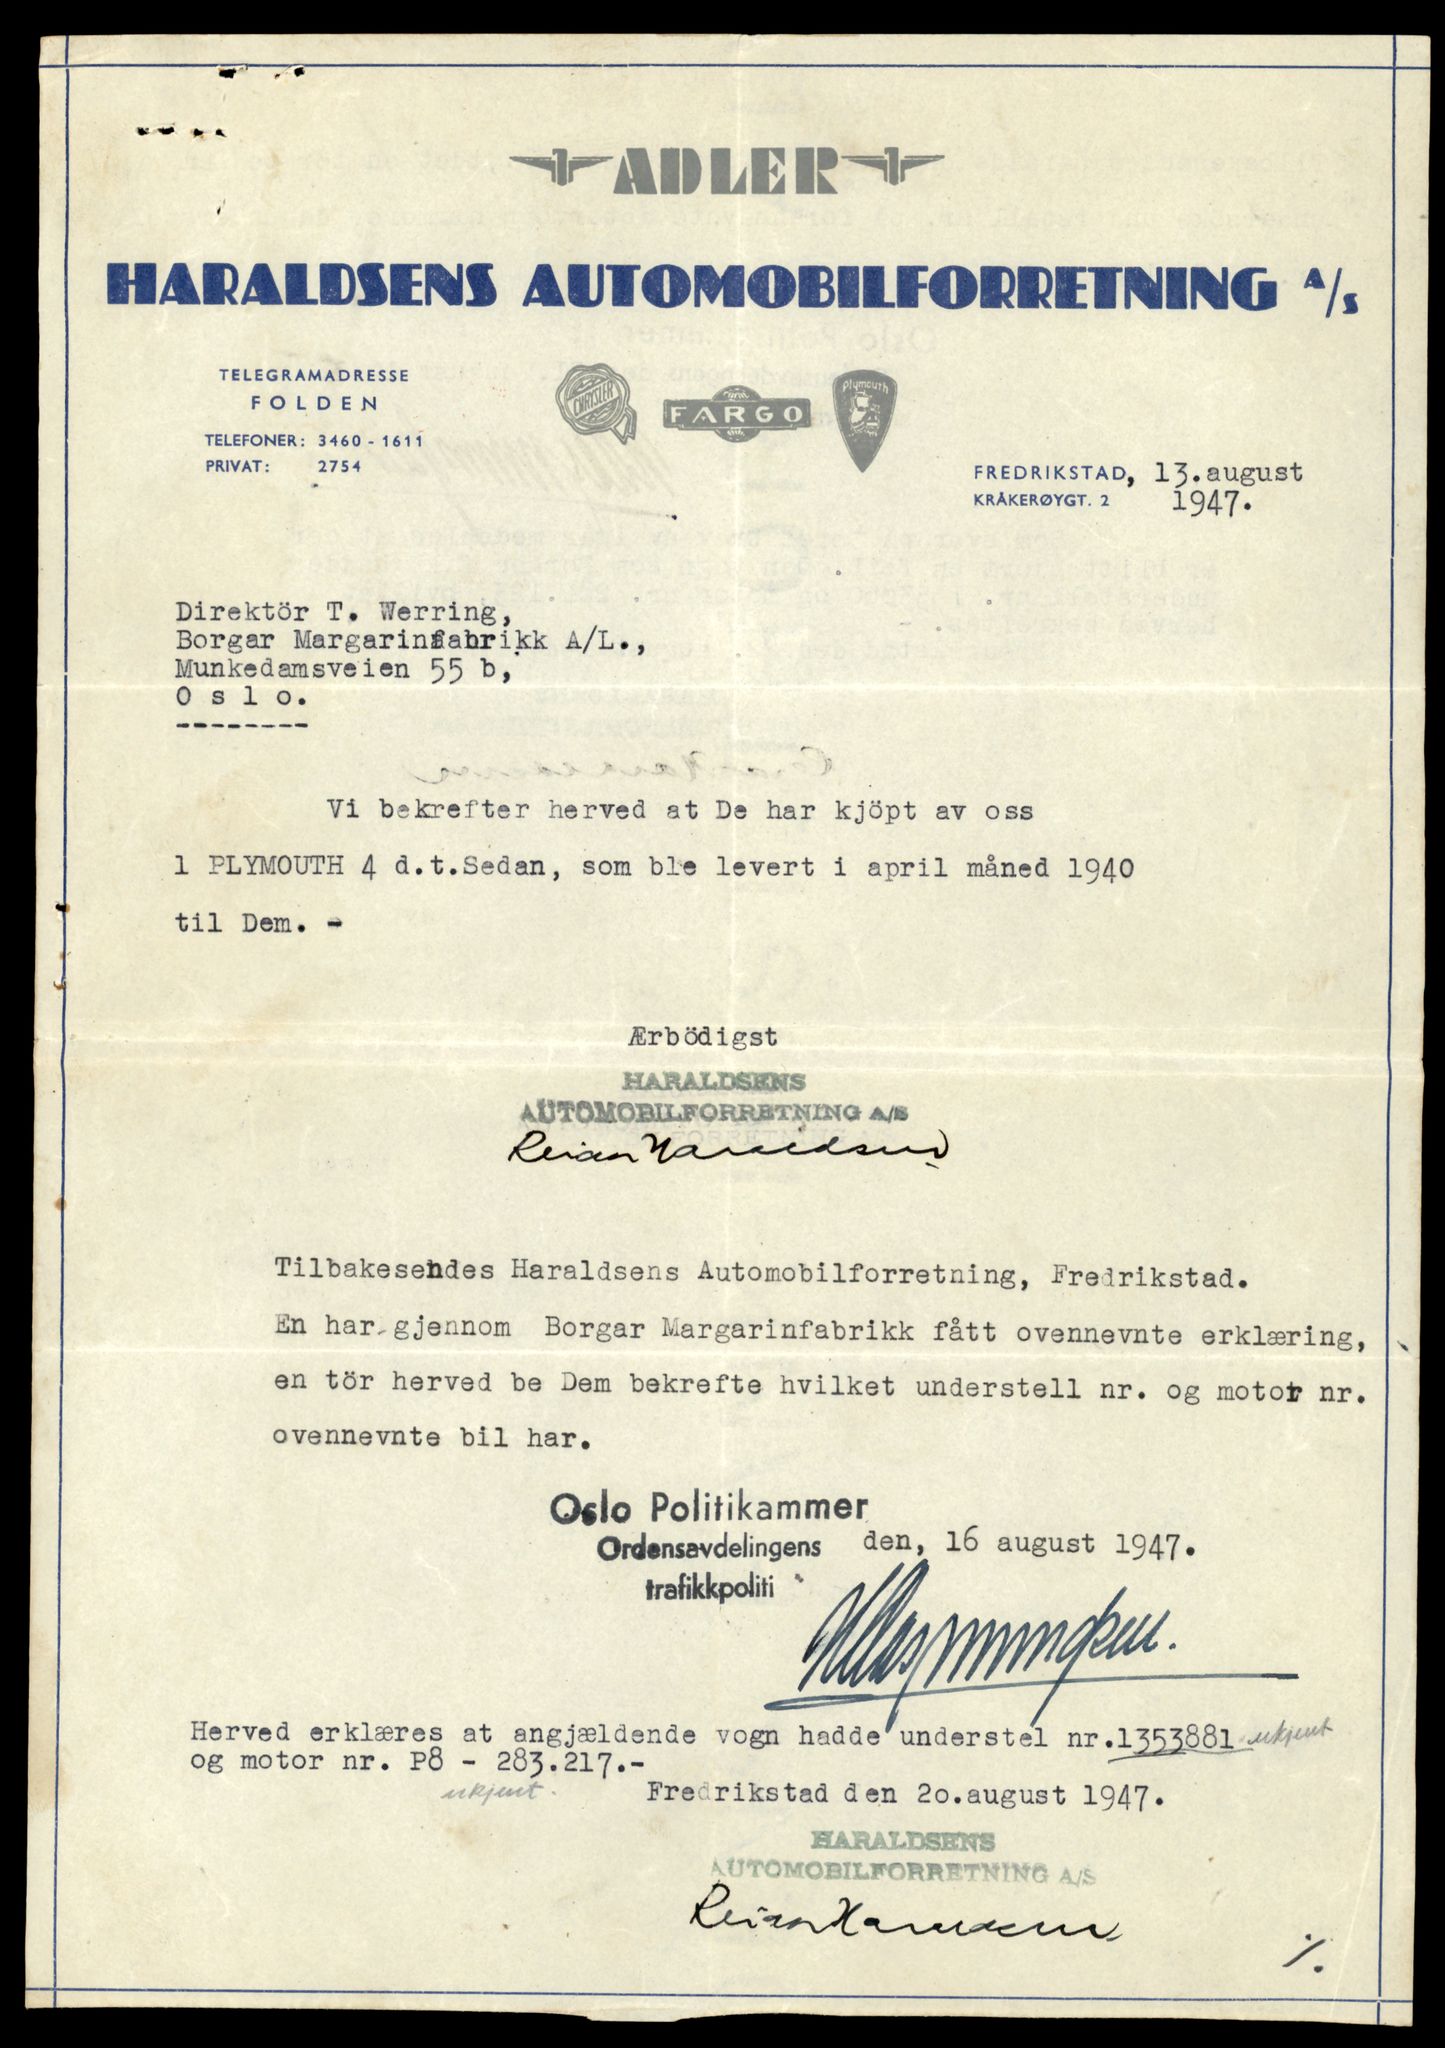 ADLER
HARALDSENS AUTOMOBILFORRETNING A/S
TELEGRAMADRESSE
FOLDEN
TELEFONER: 3460 - 1611
PRIVAT: 2754
CHRYSLER
FARGO
Plymouth
FREDRIKSTAD, 13.august
KRÅKERØYGT. 2 1947.
Direktör T. Werring,
Borgar Margarinfabrikk A/L.,
Munkedamsveien 55 b,
O s l o.
--------
Vi bekrefter herved at De har kjöpt av oss
1 PLYMOUTH 4 d.t.Sedan, som ble levert i april måned 1940
til Dem. -
Ærbödigst
HARALDSENS
AUTOMOBILFORRETNING A/S
Haraldsen
Tilbakesendes Haraldsens Automobilforretning, Fredrikstad.
En har gjennom Borgar Margarinfabrikk fått ovennevnte erklæring,
en tör herved be Dem bekrefte hvilket understell nr. og motor nr.
ovennevnte bil har.
Oslo Politikammer
Ordensavdelingens den, 16 august 1947.
trafikkpoliti
Herved erklæres at angjældende vogn hadde understel nr.1353881 ukjent
og motor nr. P8 - 283.217.-
ukjent.
Fredrikstad den 20.august 1947.
HARALDSENS
AUTOMOBILFORRETNING A/S
Haraldsen
%.